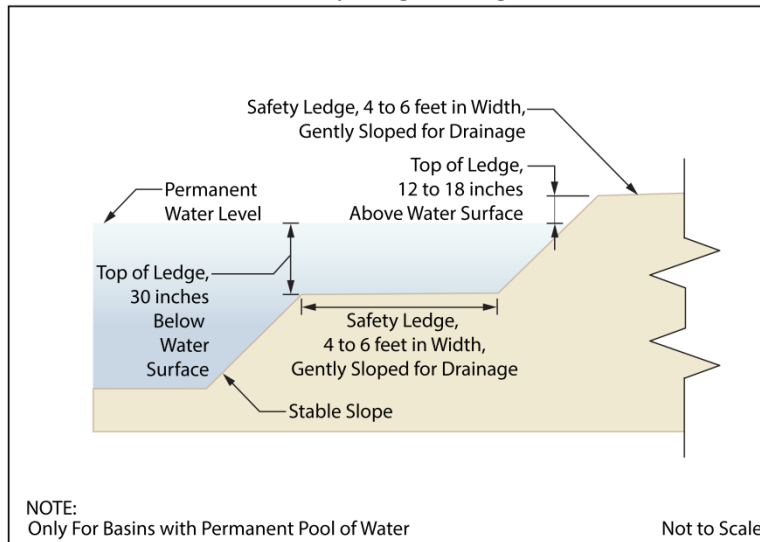 Safety Ledge, 4 to 6 feet in Width,
Gently Sloped for Drainage
Top of Ledge,
12 to 18 inches
Above Water Surface
Permanent
Water Level
Top of Ledge,
30 inches
Below
Water
Surface
Safety Ledge,
4 to 6 feet in Width,
Gently Sloped for Drainage
Stable Slope
NOTE:
Only For Basins with Permanent Pool of Water
Not to Scale